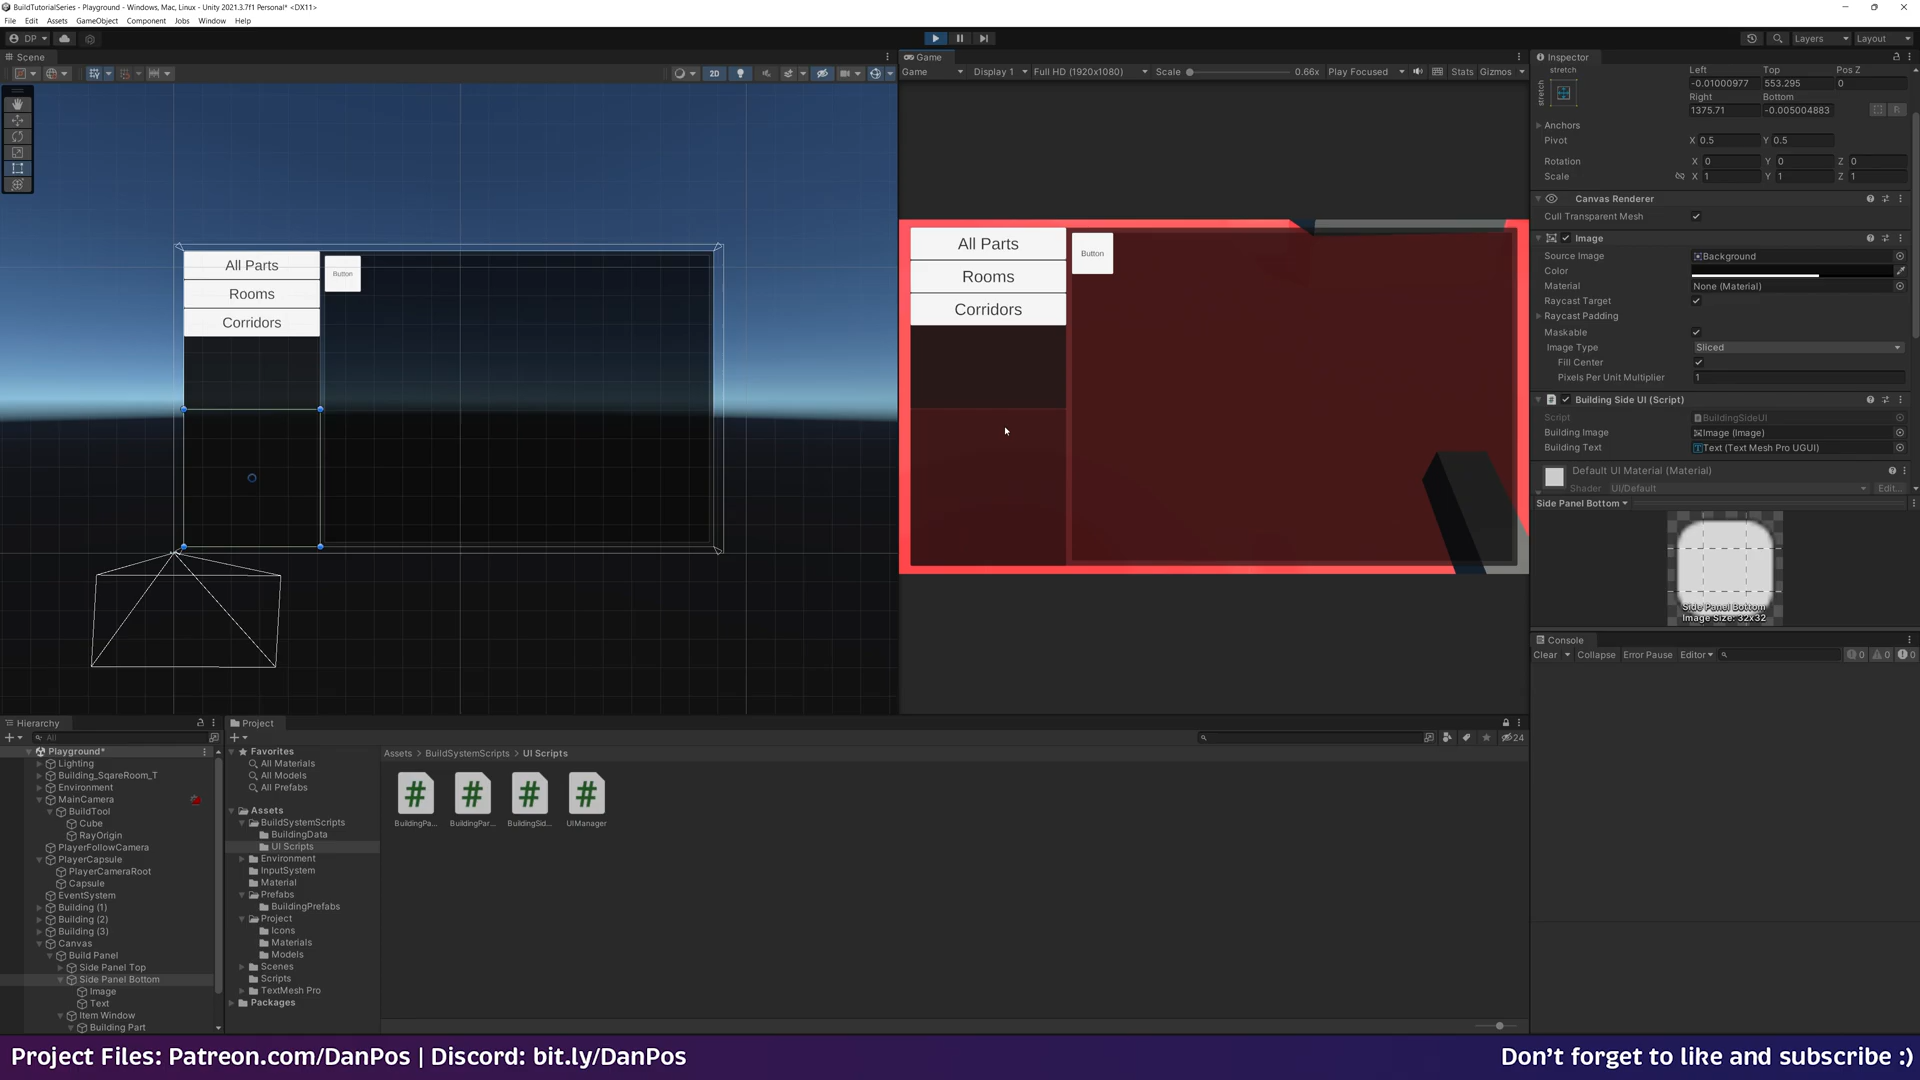 BuildTutorialSeries - Playground - Windows, Mac, Linux - Unity 2021.3.7f1 Personal* <DX11>
File Edit Assets GameObject Component Jobs Window Help
DP
Layers Layout
Scene
2D
Game
Game Display 1 Full HD (1920x1080) Scale 0.66x Play Focused Stats Gizmos
All Parts
Rooms
Corridors
Button
All Parts
Rooms
Corridors
Button
Inspector
stretch
stretch
Left Top Pos Z
-0.01000977 553.295 0
Right Bottom
1375.71 -0.005004883
R
Anchors
Pivot X 0.5 Y 0.5
Rotation X 0 Y 0 Z 0
Scale X 1 Y 1 Z 1
Canvas Renderer
Cull Transparent Mesh
Image
Source Image Background
Color
Material None (Material)
Raycast Target
Raycast Padding
Maskable
Image Type Sliced
Fill Center
Pixels Per Unit Multiplier 1
Building Side UI (Script)
Script BuildingSideUI
Building Image Image (Image)
Building Text Text (Text Mesh Pro UGUI)
Default UI Material (Material)
Shader UI/Default Edit...
Side Panel Bottom
Side Panel Bottom
Image Size: 32x32
Console
Clear Collapse Error Pause Editor 0 0 0
Hierarchy
All
Playground*
Lighting
Building_SqareRoom_T
Environment
MainCamera
BuildTool
Cube
RayOrigin
PlayerFollowCamera
PlayerCapsule
PlayerCameraRoot
Capsule
EventSystem
Building (1)
Building (2)
Building (3)
Canvas
Build Panel
Side Panel Top
Side Panel Bottom
Image
Text
Item Window
Building Part
Project
24
Favorites
All Materials
All Models
All Prefabs
Assets
BuildSystemScripts
BuildingData
UI Scripts
Environment
InputSystem
Material
Prefabs
BuildingPrefabs
Project
Icons
Materials
Models
Scenes
Scripts
TextMesh Pro
Packages
Assets > BuildSystemScripts > UI Scripts
BuildingPa... BuildingPar... BuildingSid... UIManager
Project Files: Patreon.com/DanPos | Discord: bit.ly/DanPos
Don't forget to like and subscribe :)